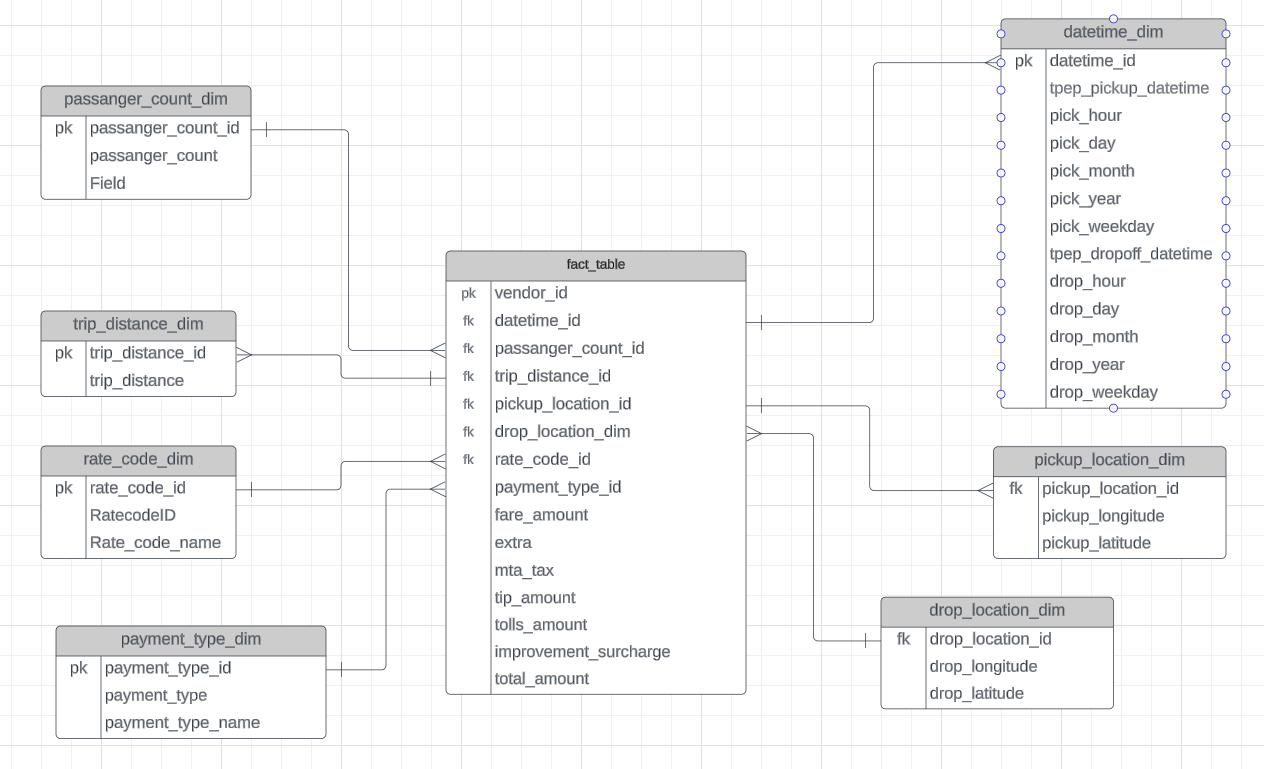 datetime_dim
pk datetime_id
tpep_pickup_datetime
pick_hour
pick_day
pick_month
pick_year
pick_weekday
tpep_dropoff_datetime
drop_hour
drop_day
drop_month
drop_year
drop_weekday
passanger_count_dim
pk passanger_count_id
passanger_count
Field
fact_table
pk vendor_id
fk datetime_id
fk passanger_count_id
fk trip_distance_id
fk pickup_location_id
fk drop_location_dim
fk rate_code_id
payment_type_id
fare_amount
extra
mta_tax
tip_amount
tolls_amount
improvement_surcharge
total_amount
trip_distance_dim
pk trip_distance_id
trip_distance
rate_code_dim
pk rate_code_id
RatecodeID
Rate_code_name
pickup_location_dim
fk pickup_location_id
pickup_longitude
pickup_latitude
drop_location_dim
fk drop_location_id
drop_longitude
drop_latitude
payment_type_dim
pk payment_type_id
payment_type
payment_type_name